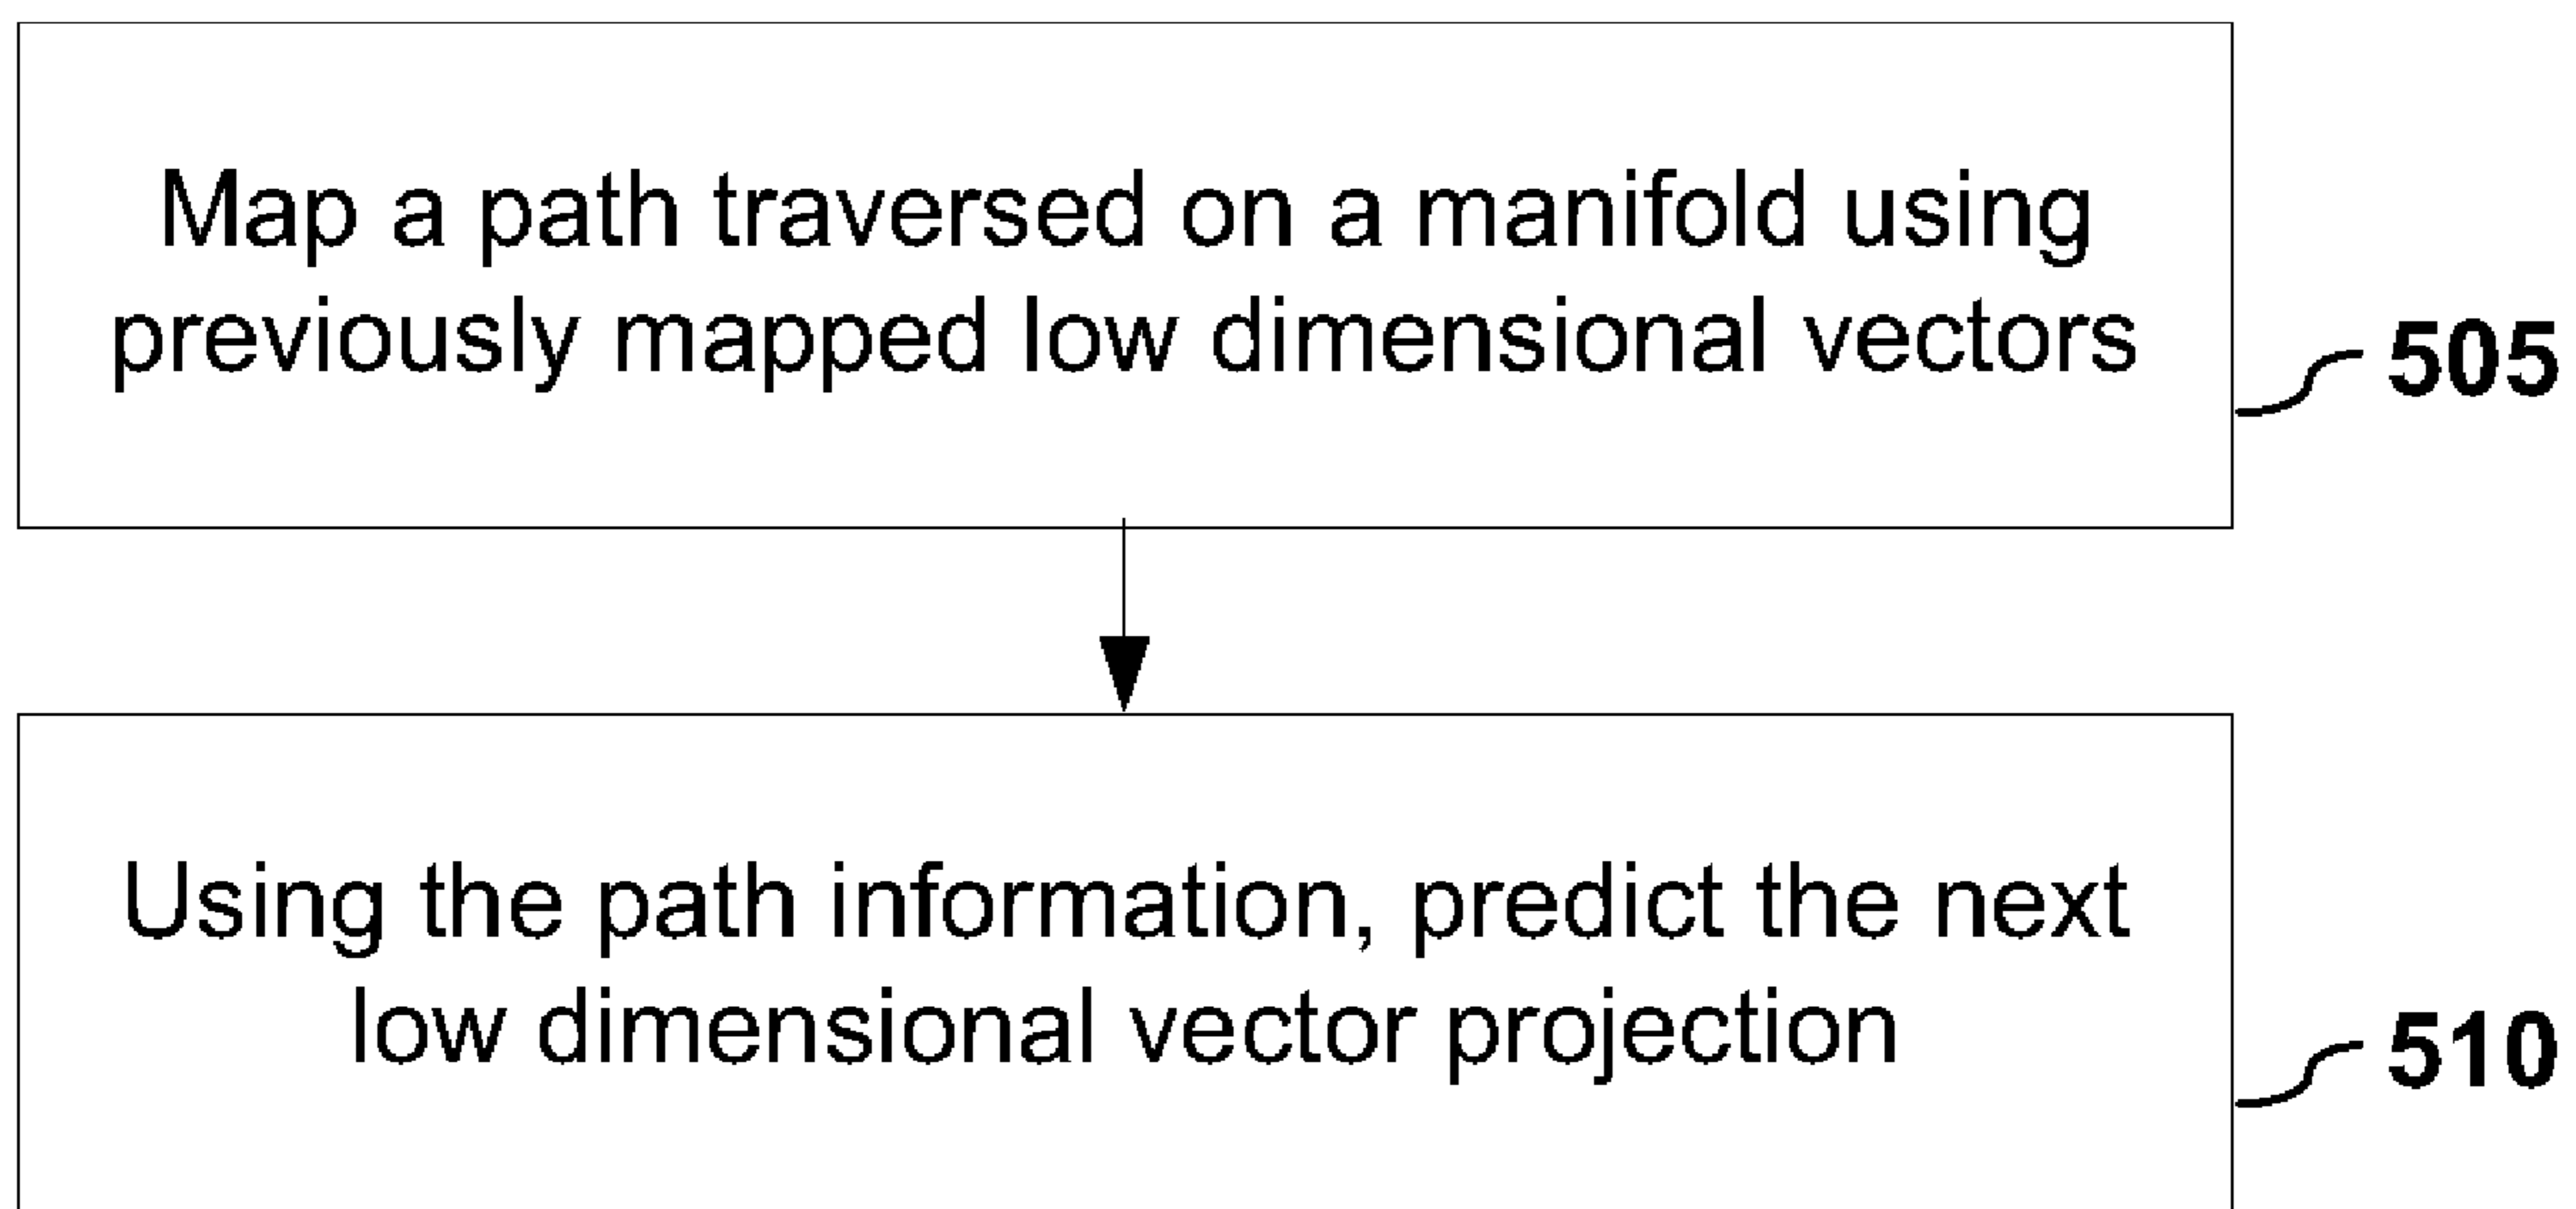 Map a path traversed on a manifold using
previously mapped low dimensional vectors
505
Using the path information, predict the next
low dimensional vector projection
510